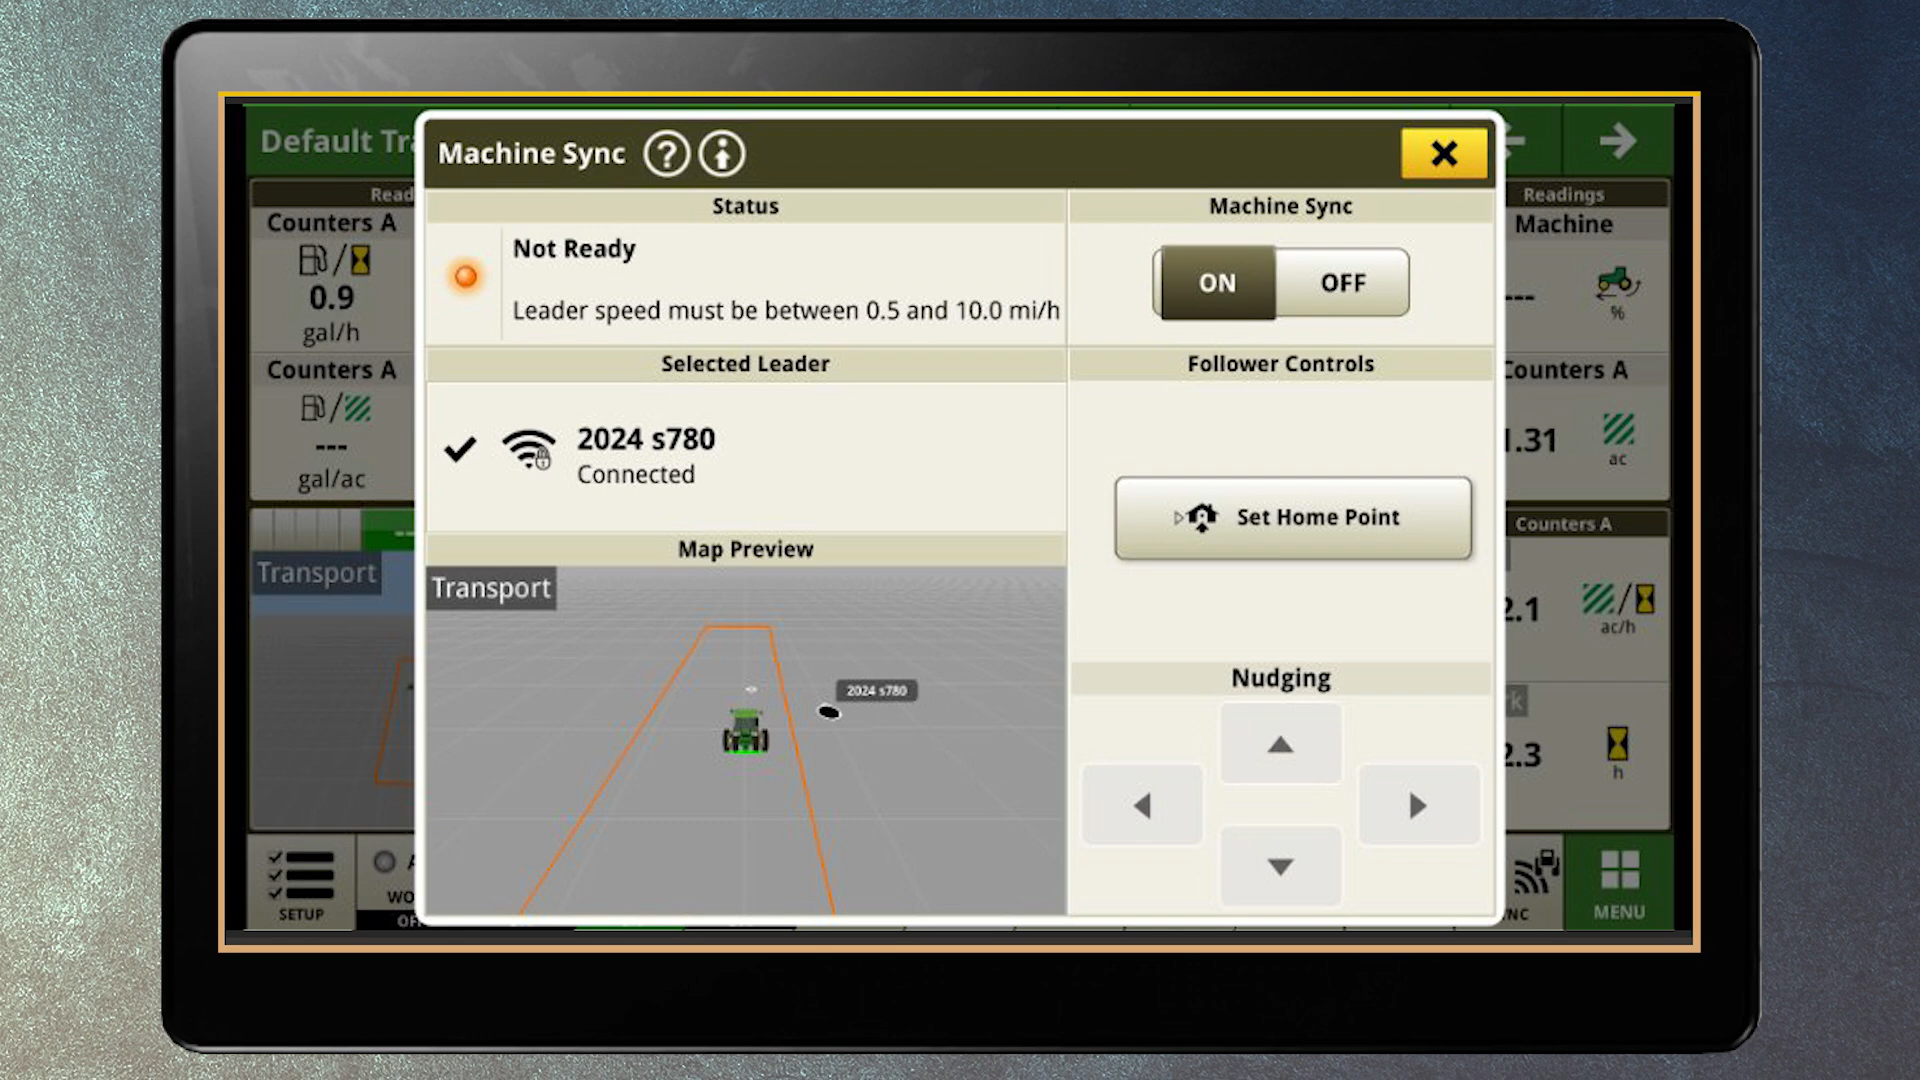 Default Tra
Machine Sync
Status
Machine Sync
Not Ready
Leader speed must be between 0.5 and 10.0 mi/h
ON
OFF
Selected Leader
Follower Controls
2024 s780
Connected
Set Home Point
Map Preview
Transport
2024 s780
Nudging
Counters A
0.9
gal/h
Counters A
---
gal/ac
Transport
SETUP
Readings
Machine
---
%
Counters A
1.31
ac
Counters A
2.1
ac/h
2.3
h
MENU